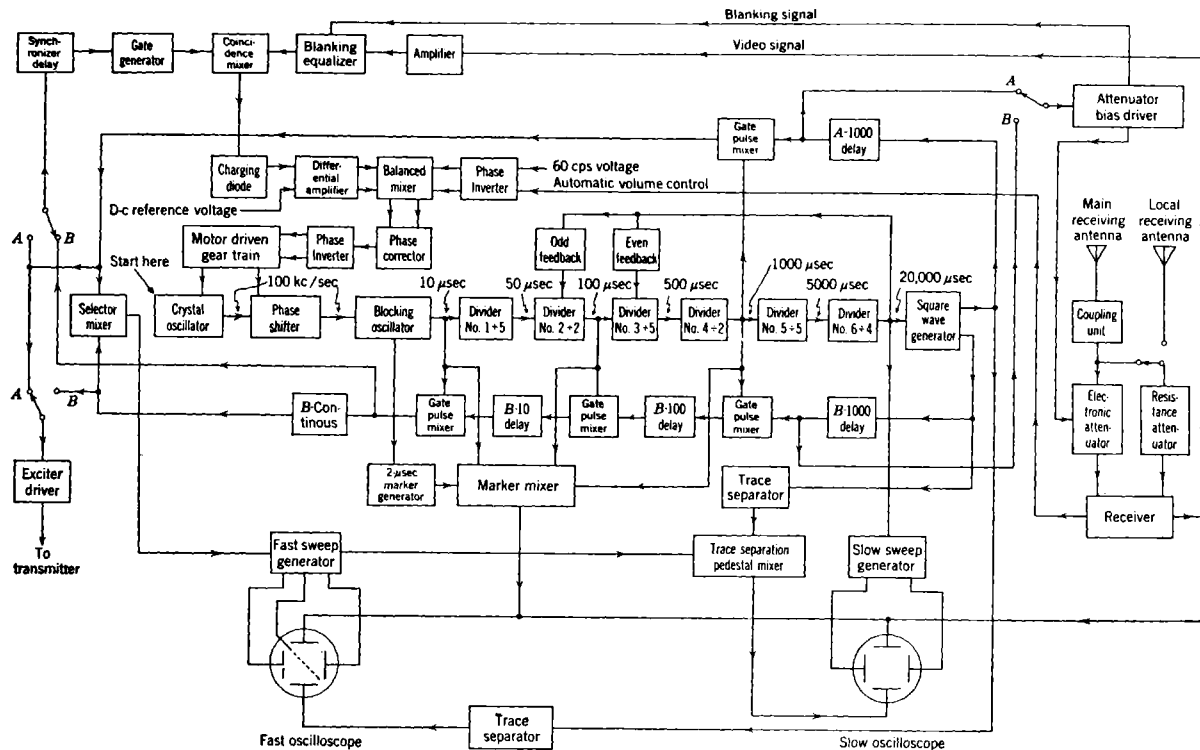 Blanking signal
Video signal
Synch-
ronizer
delay
Gate
generator
Coinci-
dence
mixer
Blanking
equalizer
Amplifier
A
B
Attenuator
bias driver
Gate
pulse
mixer
A-1000
delay
Charging
diode
Differ-
ential
amplifier
Balanced
mixer
Phase
Inverter
60 cps voltage
Automatic volume control
D-c reference voltage
Main
receiving
antenna
Local
receiving
antenna
A
B
Motor driven
gear train
Phase
Inverter
Phase
corrector
Odd
feedback
Even
feedback
Start here
100 kc/sec
10 μsec
50 μsec
100 μsec
500 μsec
1000 μsec
5000 μsec
20,000 μsec
Selector
mixer
Crystal
oscillator
Phase
shifter
Blocking
oscillator
Divider
No. 1÷5
Divider
No. 2÷2
Divider
No. 3÷5
Divider
No. 4÷2
Divider
No. 5÷5
Divider
No. 6÷4
Square
wave
generator
Coupling
unit
A
B
B-Con-
tinous
Gate
pulse
mixer
B-10
delay
Gate
pulse
mixer
B-100
delay
Gate
pulse
mixer
B-1000
delay
Elec-
tronic
atten-
uator
Resis-
tance
atten-
uator
Exciter
driver
2-μsec
marker
generator
Marker mixer
Trace
separator
Receiver
To
transmitter
Fast sweep
generator
Trace separation
pedestal mixer
Slow sweep
generator
Trace
separator
Fast oscilloscope
Slow oscilloscope